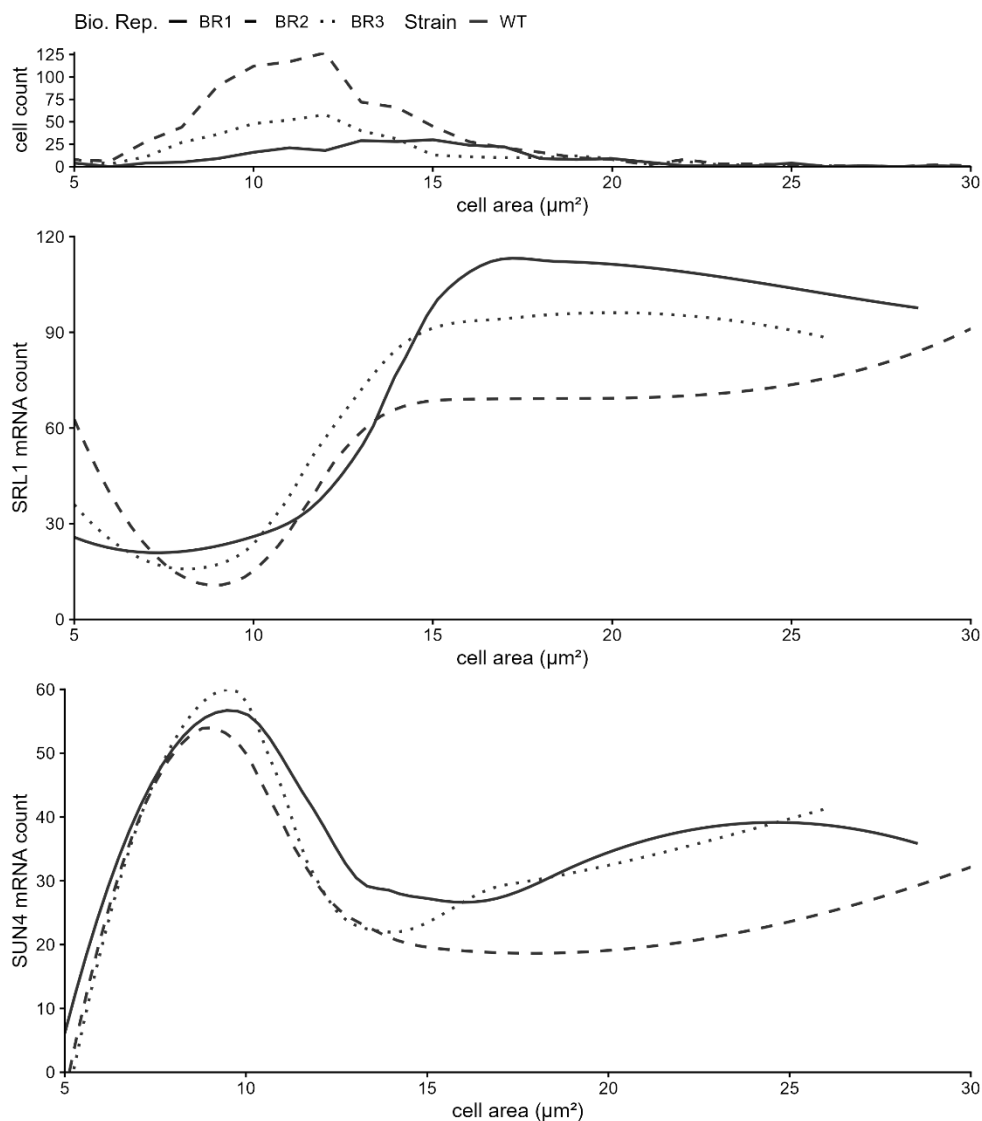 Bio. Rep. BR1 BR2 BR3 Strain WT
125
100
75
50
25
0
cell count
5 10 15 20 25 30
cell area (µm²)
120
90
60
30
0
SRL1 mRNA count
5 10 15 20 25 30
cell area (µm²)
60
50
40
30
20
10
0
SUN4 mRNA count
5 10 15 20 25 30
cell area (µm²)